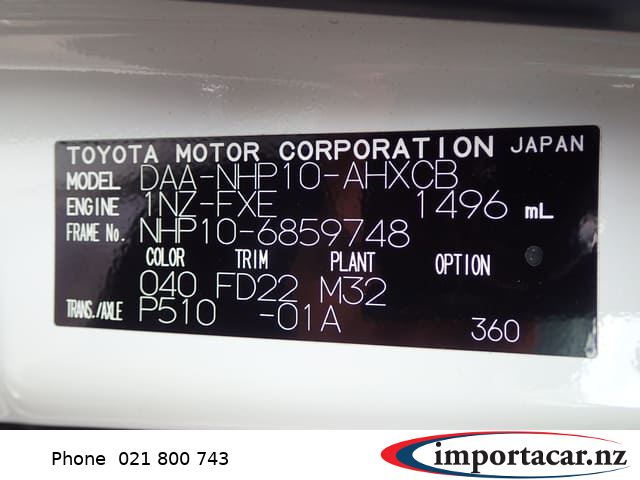 TOYOTA MOTOR CORPORATION JAPAN
MODEL DAA-NHP10-AHXCB
ENGINE 1NZ-FXE 1496 mL
FRAME No. NHP10-6859748
COLOR TRIM PLANT OPTION
040 FD22 M32
TRANS./AXLE P510 -01A 360
Phone 021 800 743
importacar.nz